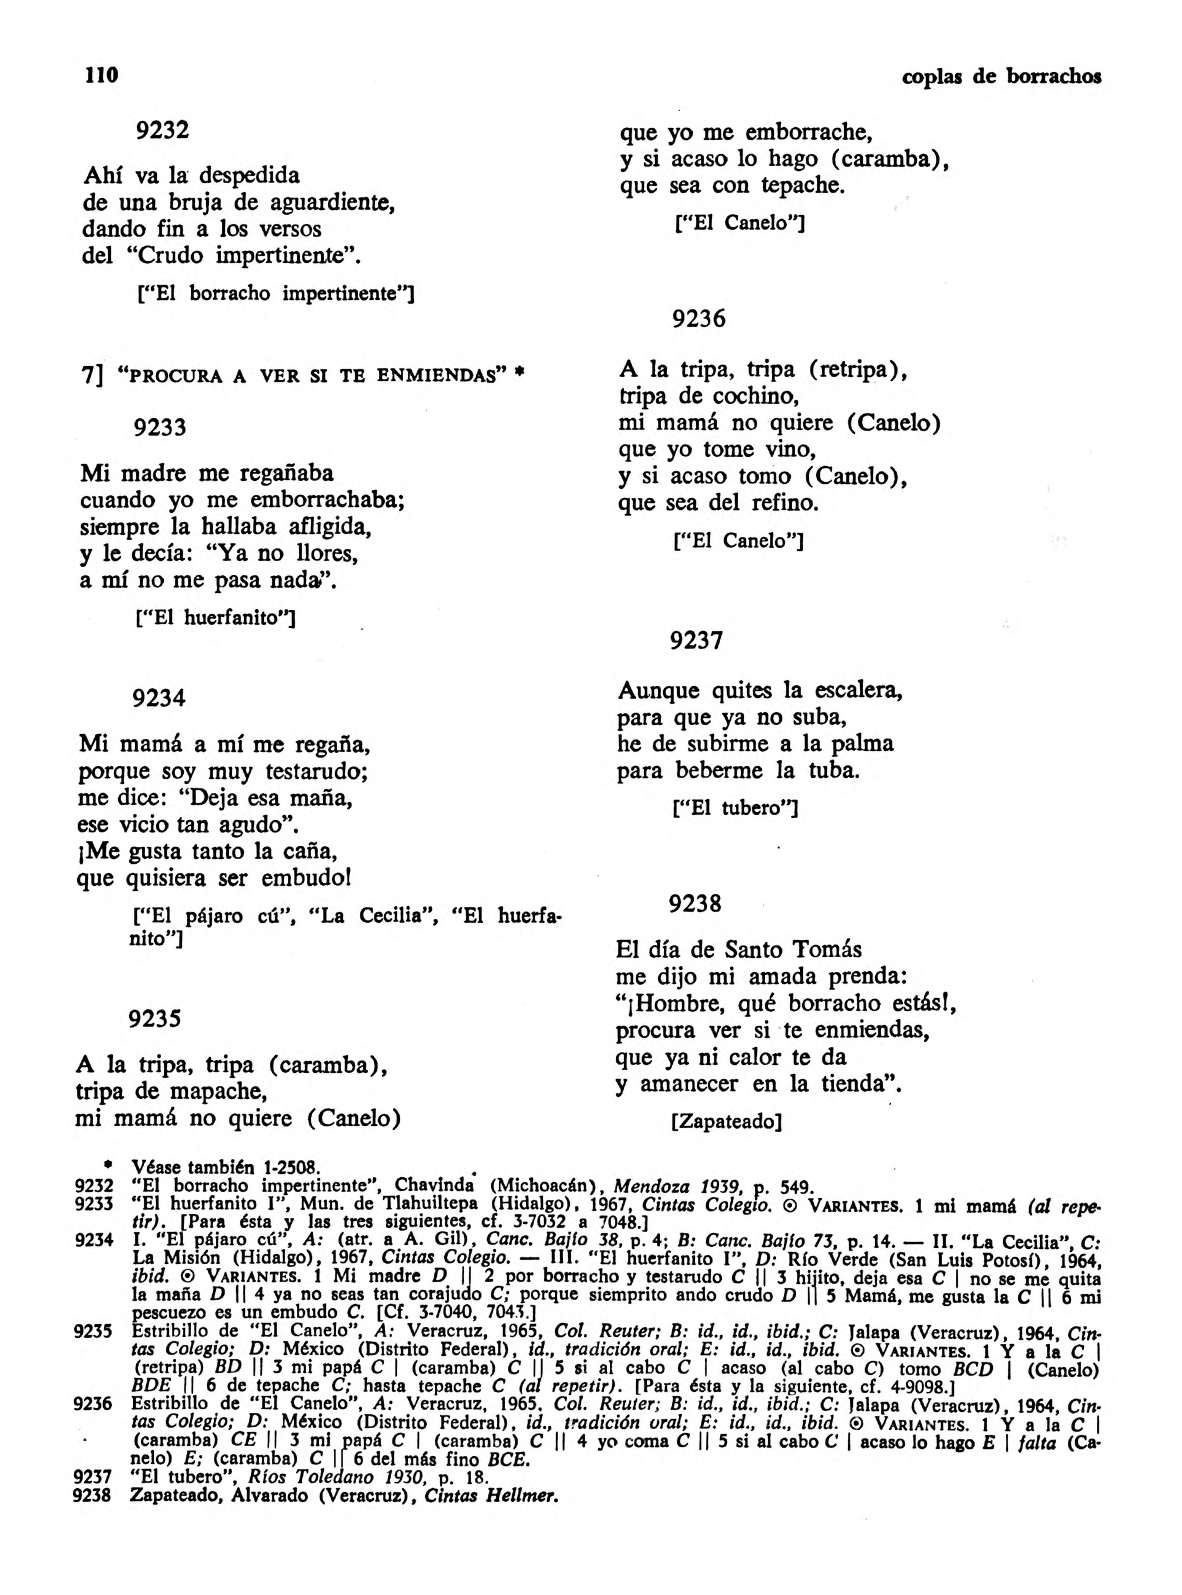 110
coplas de borrachos
9232
Ahí va la despedida
de una bruja de aguardiente,
dando fin a los versos
del “Crudo impertinente”.
[“El borracho impertinente”]
7] “PROCURA A VER SI TE ENMIENDAS” *
9233
Mi madre me regañaba
cuando yo me emborrachaba;
siempre la hallaba afligida,
y le decía: “Ya no llores,
a mí no me pasa nada”.
[“El huerfanito”]
9234
Mi mamá a mí me regaña,
porque soy muy testarudo;
me dice: “Deja esa maña,
ese vicio tan agudo”.
¡Me gusta tanto la caña,
que quisiera ser embudo!
[“El pájaro cú”, “La Cecilia”, “El huerfa-
nito”]
9235
A la tripa, tripa (caramba),
tripa de mapache,
mi mamá no quiere (Canelo)
que yo me emborrache,
y si acaso lo hago (caramba),
que sea con tepache.
[“El Canelo”]
9236
A la tripa, tripa (retripa),
tripa de cochino,
mi mamá no quiere (Canelo)
que yo tome vino,
y si acaso tomo (Canelo),
que sea del refino.
[“El Canelo”]
9237
Aunque quites la escalera,
para que ya no suba,
he de subirme a la palma
para beberme la tuba.
[“El tubero”]
9238
El día de Santo Tomás
me dijo mi amada prenda:
“¡Hombre, qué borracho estás!,
procura ver si te enmiendas,
que ya ni calor te da
y amanecer en la tienda”.
[Zapateado]
* Véase también 1-2508.
9232 “El borracho impertinente”, Chavinda (Michoacán), Mendoza 1939, p. 549.
9233 “El huerfanito I”, Mun. de Tlahuiltepa (Hidalgo), 1967, Cintas Colegio. ⊙ VARIANTES. 1 mi mamá (al repe-
tir). [Para ésta y las tres siguientes, cf. 3-7032 a 7048.]
9234 I. “El pájaro cú”, A: (atr. a A. Gil), Canc. Bajío 38, p. 4; B: Canc. Bajío 73, p. 14. — II. “La Cecilia”, C:
La Misión (Hidalgo), 1967, Cintas Colegio. — III. “El huerfanito I”, D: Río Verde (San Luis Potosí), 1964,
ibid. ⊙ VARIANTES. 1 Mi madre D || 2 por borracho y testarudo C || 3 hijito, deja esa C | no se me quita
la maña D || 4 ya no seas tan corajudo C; porque siemprito ando crudo D || 5 Mamá, me gusta la C || 6 mi
pescuezo es un embudo C. [Cf. 3-7040, 7043.]
9235 Estribillo de “El Canelo”, A: Veracruz, 1965, Col. Reuter; B: id., id., ibid.; C: Jalapa (Veracruz), 1964, Cin-
tas Colegio; D: México (Distrito Federal), id., tradición oral; E: id., id., ibid. ⊙ VARIANTES. 1 Y a la C |
(retripa) BD || 3 mi papá C | (caramba) C || 5 si al cabo C | acaso (al cabo C) tomo BCD | (Canelo)
BDE || 6 de tepache C; hasta tepache C (al repetir). [Para ésta y la siguiente, cf. 4-9098.]
9236 Estribillo de “El Canelo”, A: Veracruz, 1965, Col. Reuter; B: id., id., ibid.; C: Jalapa (Veracruz), 1964, Cin-
tas Colegio; D: México (Distrito Federal), id., tradición oral; E: id., id., ibid. ⊙ VARIANTES. 1 Y a la C |
(caramba) CE || 3 mi papá C | (caramba) C || 4 yo coma C || 5 si al cabo C | acaso lo hago E | falta (Ca-
nelo) E; (caramba) C || 6 del más fino BCE.
9237 “El tubero”, Ríos Toledano 1930, p. 18.
9238 Zapateado, Alvarado (Veracruz), Cintas Hellmer.